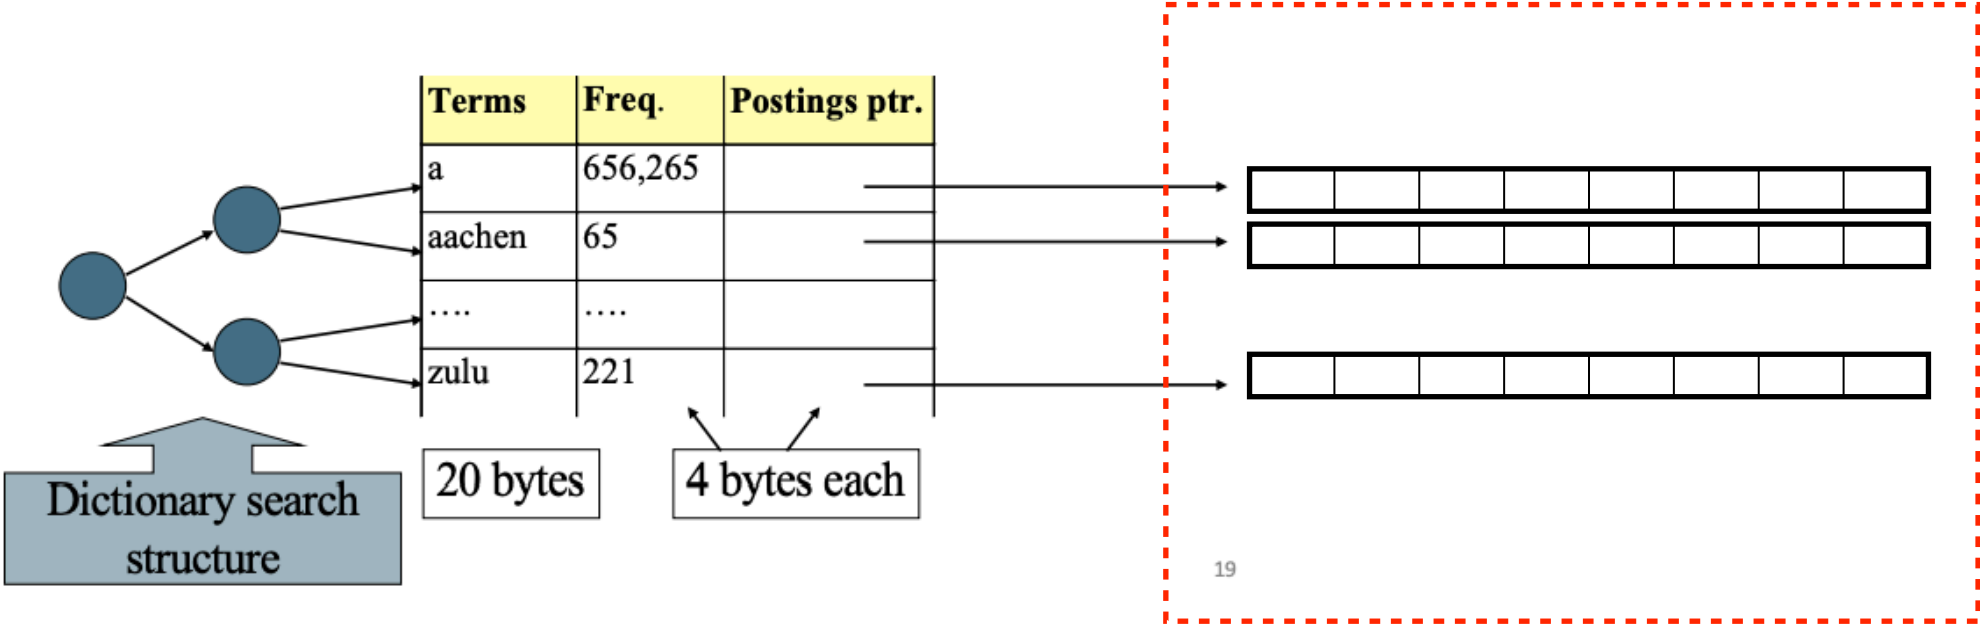 Terms Freq. Postings ptr.
a 656,265
aachen 65
.... ....
zulu 221
20 bytes 4 bytes each
Dictionary search
structure
19